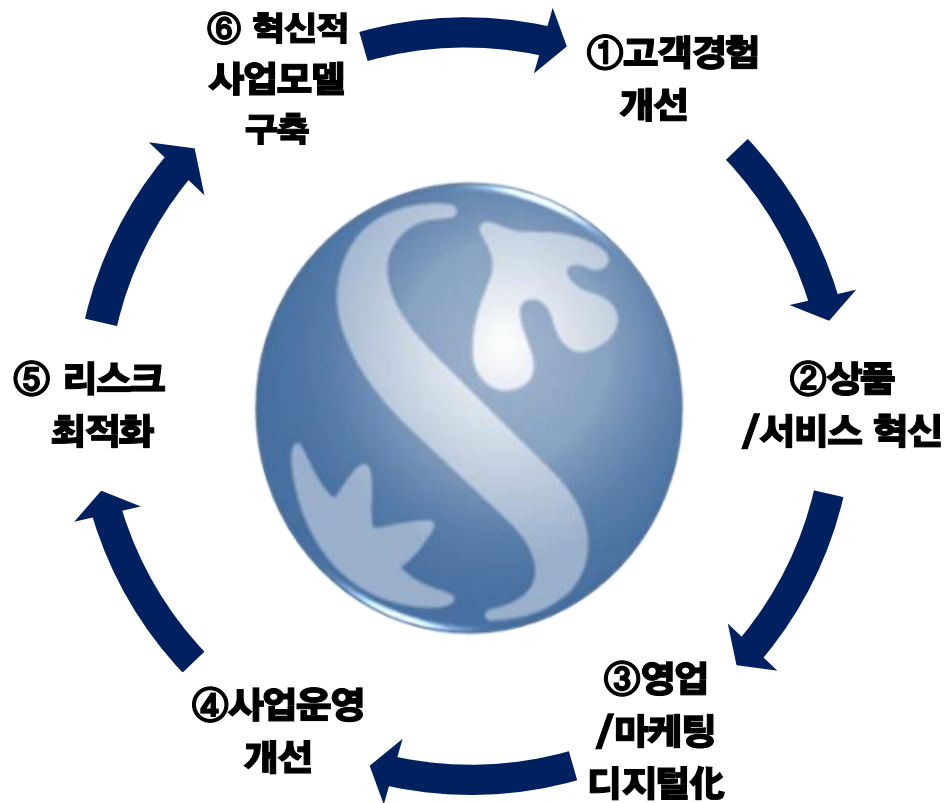 ⑥ 혁신적
사업모델
구축
①고객경험
개선
②상품
/서비스 혁신
③영업
/마케팅
디지털化
④사업운영
개선
⑤ 리스크
최적화